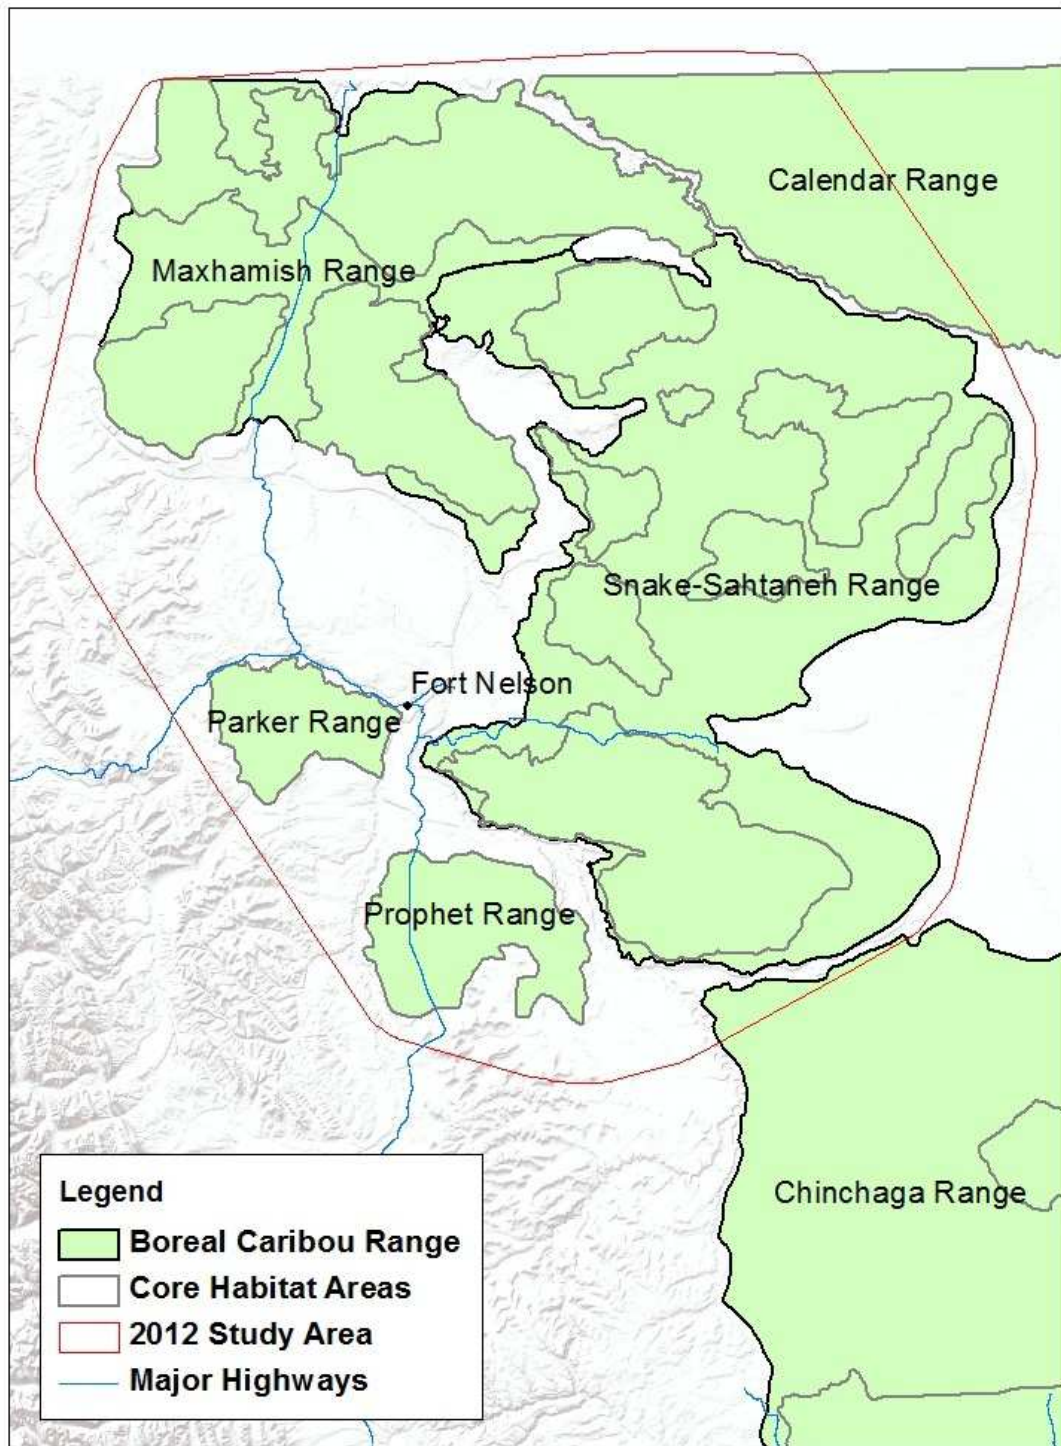 Calendar Range
Maxhamish Range
Snake-Sahtaneh Range
Fort Nelson
Parker Range
Prophet Range
Chinchaga Range
Legend
Boreal Caribou Range
Core Habitat Areas
2012 Study Area
Major Highways